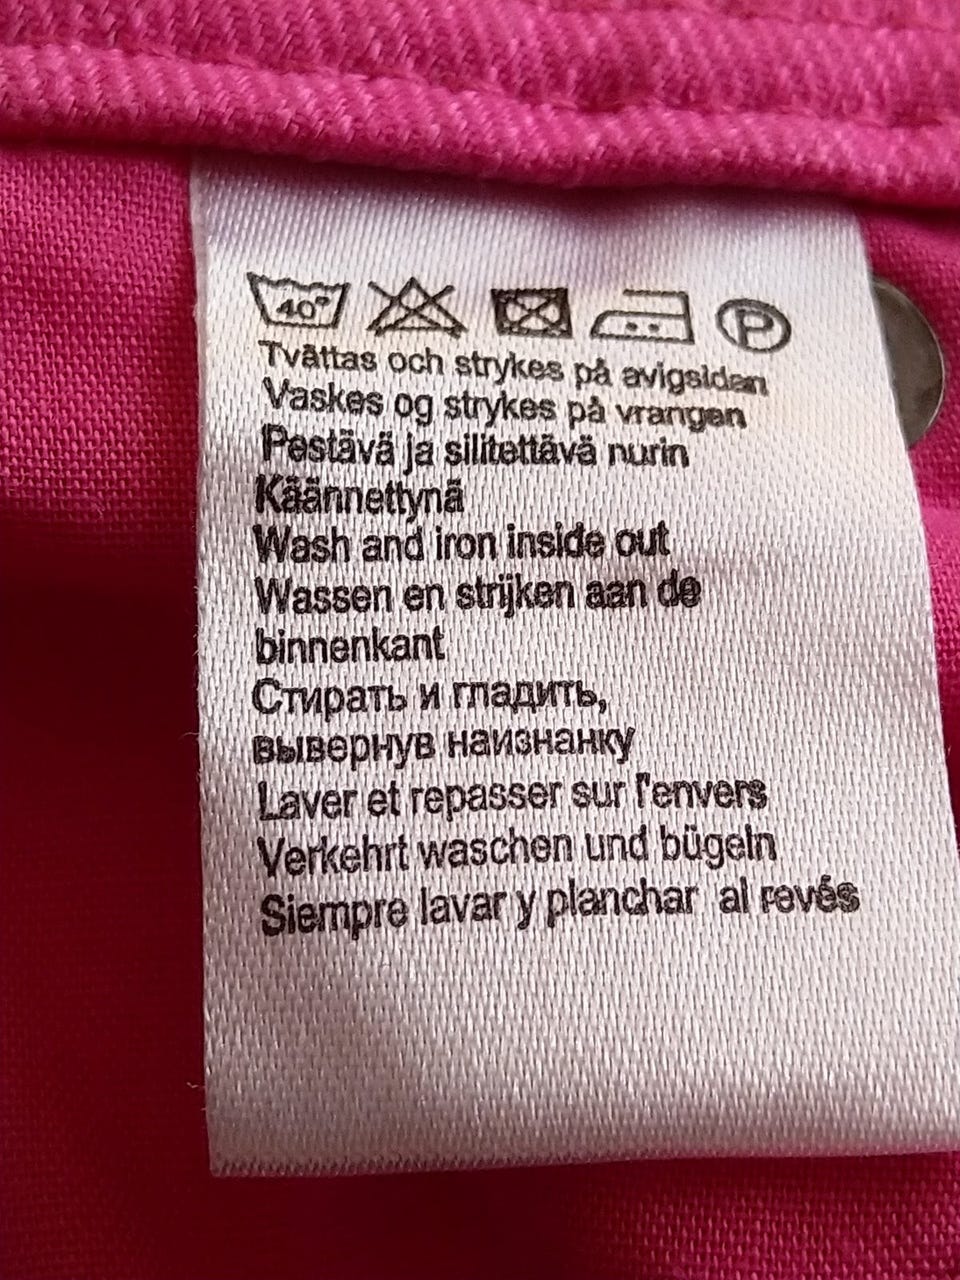 40°
P
Tvättas och strykes på avigsidan
Vaskes og strykes på vrangen
Pestävä ja silitettävä nurin
Käännettynä
Wash and iron inside out
Wassen en strijken aan de
binnenkant
Стирать и гладить,
вывернув наизнанку
Laver et repasser sur l'envers
Verkehrt waschen und bügeln
Siempre lavar y planchar al revés